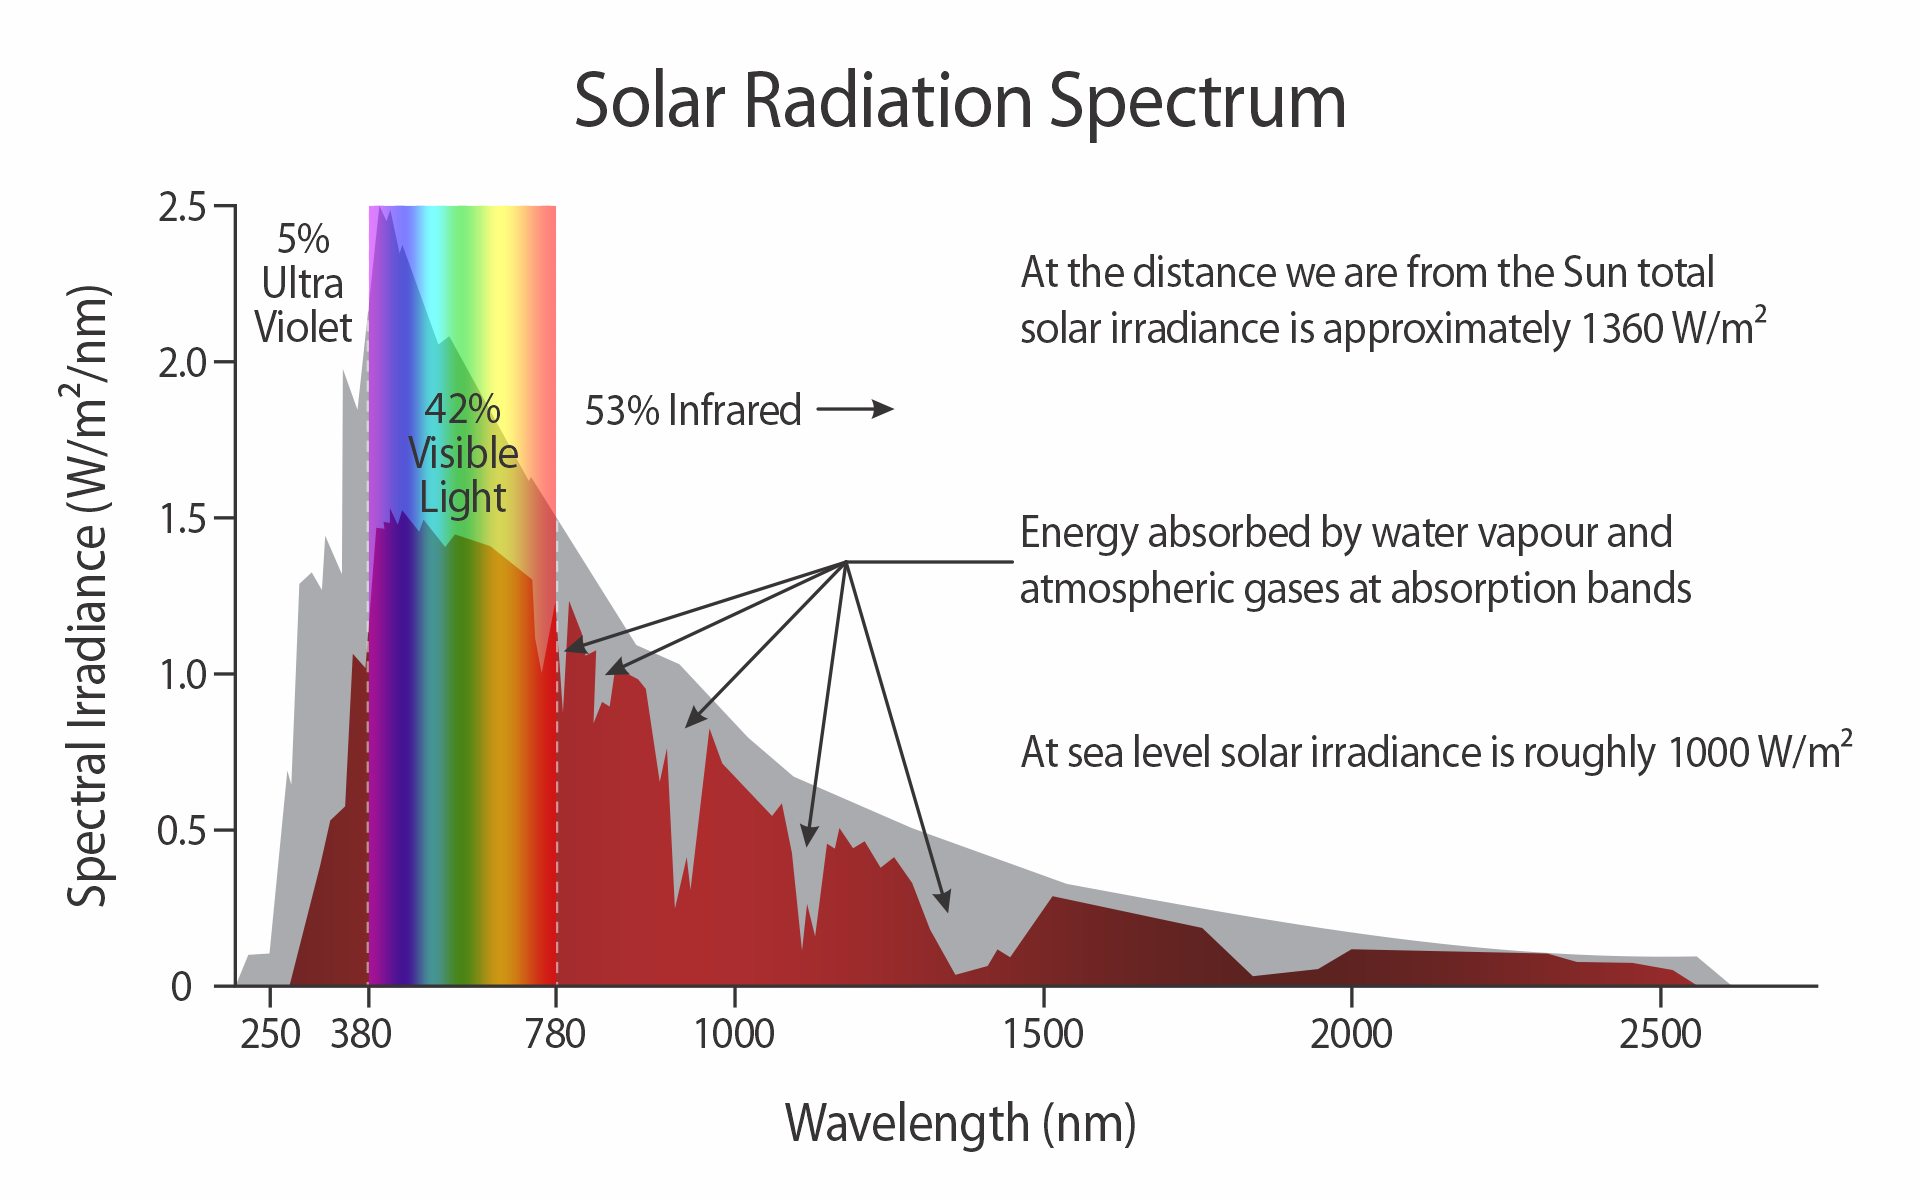 Solar Radiation Spectrum
Spectral Irradiance (W/m²/nm)
2.5
2.0
1.5
1.0
0.5
0
5%
Ultra
Violet
42%
Visible
Light
53% Infrared
At the distance we are from the Sun total
solar irradiance is approximately 1360 W/m²
Energy absorbed by water vapour and
atmospheric gases at absorption bands
At sea level solar irradiance is roughly 1000 W/m²
250 380 780 1000 1500 2000 2500
Wavelength (nm)